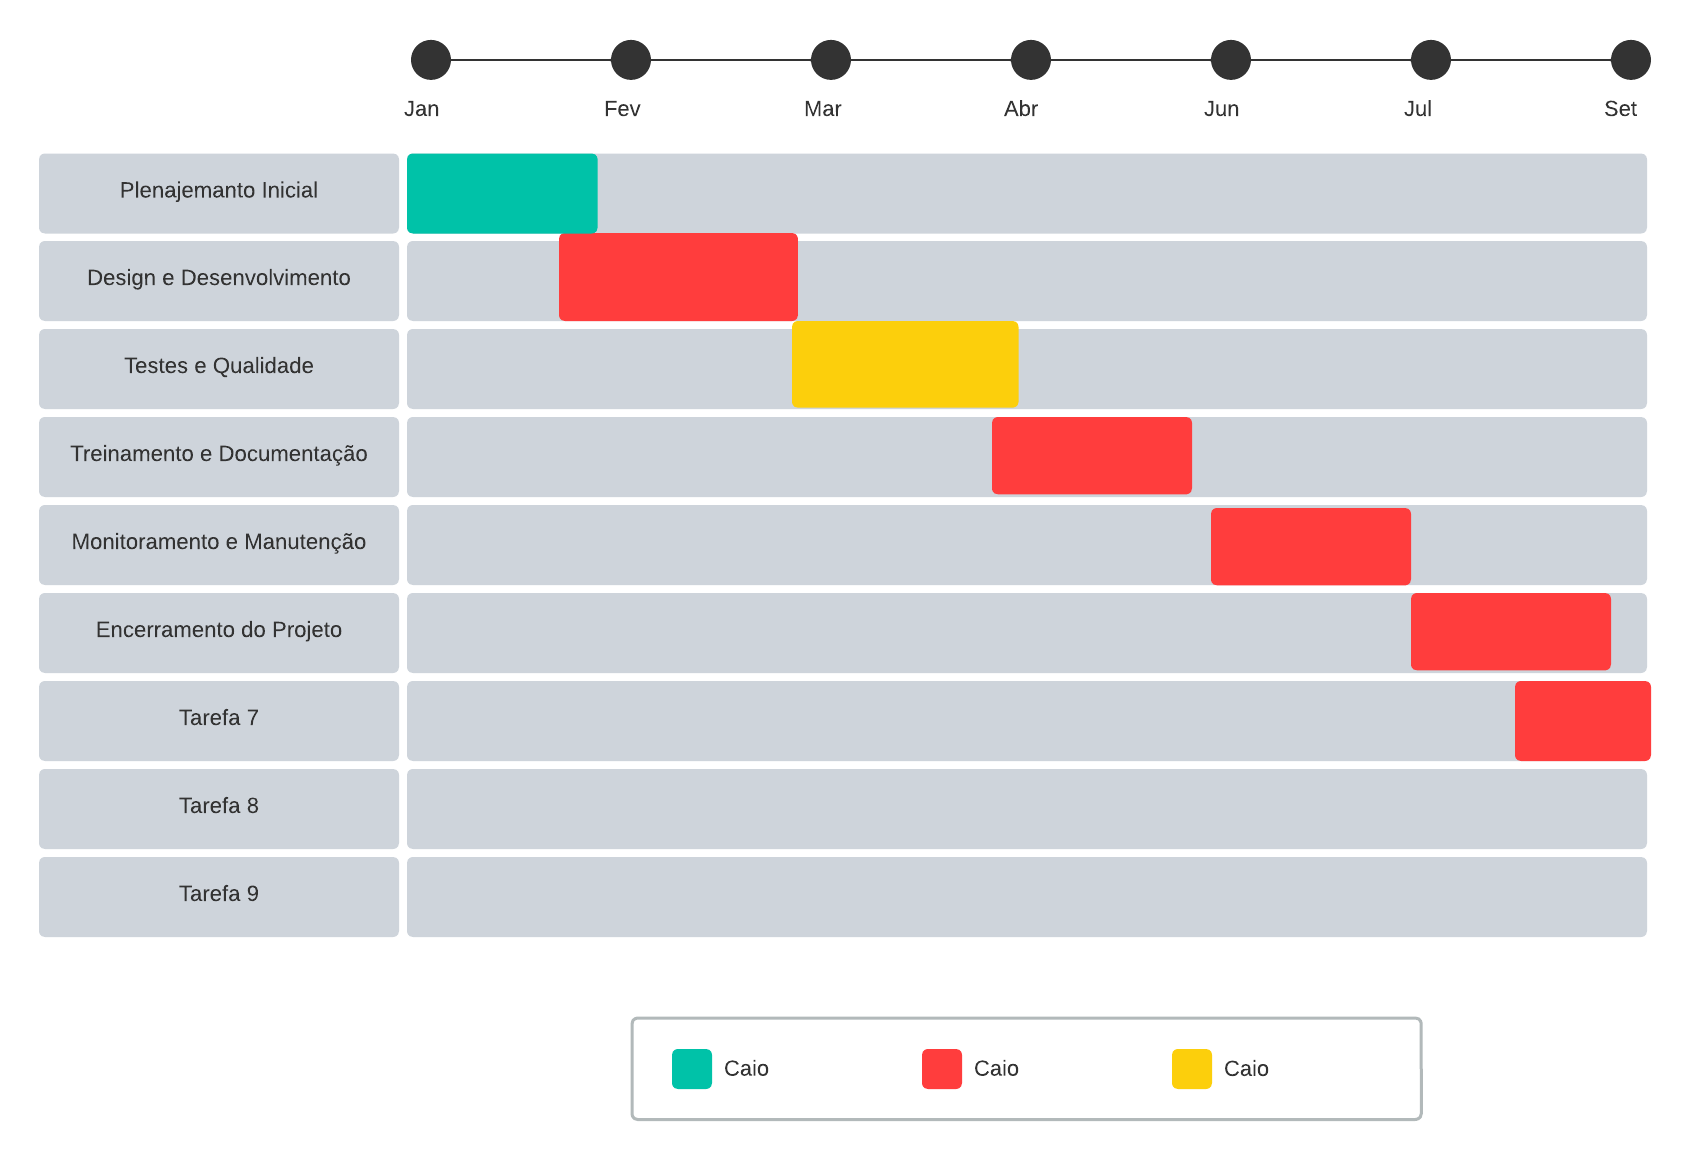 Jan Fev Mar Abr Jun Jul Set
Plenajemanto Inicial
Design e Desenvolvimento
Testes e Qualidade
Treinamento e Documentação
Monitoramento e Manutenção
Encerramento do Projeto
Tarefa 7
Tarefa 8
Tarefa 9
Caio Caio Caio